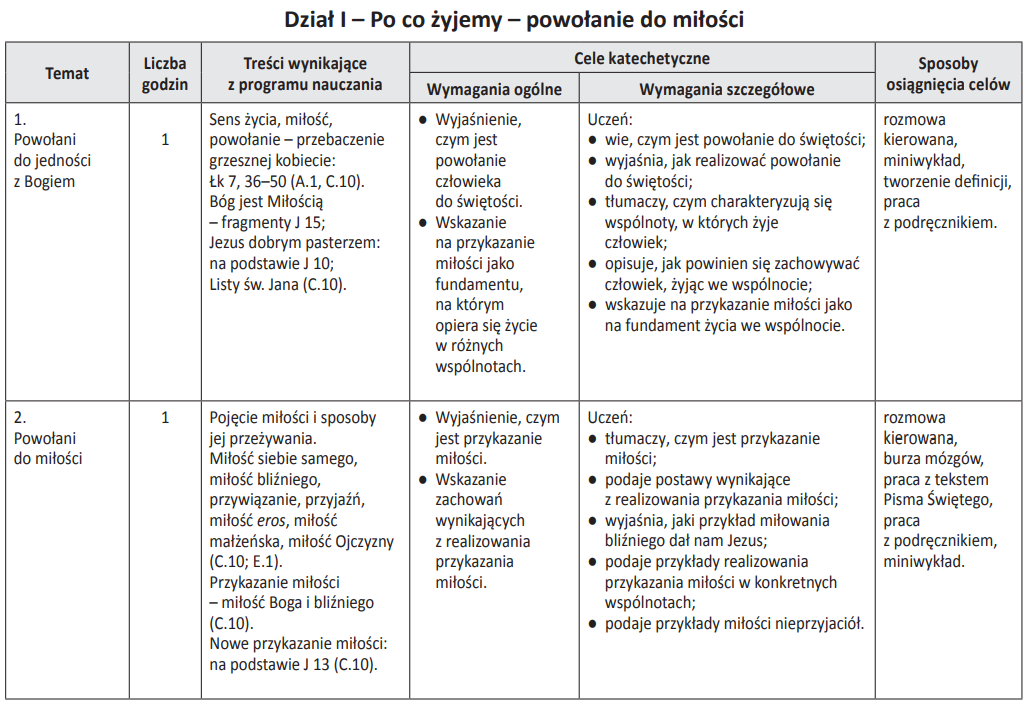 Dział I – Po co żyjemy – powołanie do miłości
Temat
Liczba
godzin
Treści wynikające
z programu nauczania
Cele katechetyczne
Wymagania ogólne
Wymagania szczegółowe
Sposoby
osiągnięcia celów
1.
Powołani
do jedności
z Bogiem
1
Sens życia, miłość,
powołanie – przebaczenie
grzesznej kobiecie:
Łk 7, 36–50 (A.1, C.10).
Bóg jest Miłością
– fragmenty J 15;
Jezus dobrym pasterzem:
na podstawie J 10;
Listy św. Jana (C.10).
● Wyjaśnienie,
czym jest
powołanie
człowieka
do świętości.
● Wskazanie
na przykazanie
miłości jako
fundamentu,
na którym
opiera się życie
w różnych
wspólnotach.
Uczeń:
● wie, czym jest powołanie do świętości;
● wyjaśnia, jak realizować powołanie
do świętości;
● tłumaczy, czym charakteryzują się
wspólnoty, w których żyje
człowiek;
● opisuje, jak powinien się zachowywać
człowiek, żyjąc we wspólnocie;
● wskazuje na przykazanie miłości jako
na fundament życia we wspólnocie.
rozmowa
kierowana,
miniwykład,
tworzenie definicji,
praca
z podręcznikiem.
2.
Powołani
do miłości
1
Pojęcie miłości i sposoby
jej przeżywania.
Miłość siebie samego,
miłość bliźniego,
przywiązanie, przyjaźń,
miłość eros, miłość
małżeńska, miłość Ojczyzny
(C.10; E.1).
Przykazanie miłości
– miłość Boga i bliźniego
(C.10).
Nowe przykazanie miłości:
na podstawie J 13 (C.10).
● Wyjaśnienie, czym
jest przykazanie
miłości.
● Wskazanie
zachowań
wynikających
z realizowania
przykazania
miłości.
Uczeń:
● tłumaczy, czym jest przykazanie
miłości;
● podaje postawy wynikające
z realizowania przykazania miłości;
● wyjaśnia, jaki przykład miłowania
bliźniego dał nam Jezus;
● podaje przykłady realizowania
przykazania miłości w konkretnych
wspólnotach;
● podaje przykłady miłości nieprzyjaciół.
rozmowa
kierowana,
burza mózgów,
praca z tekstem
Pisma Świętego,
praca
z podręcznikiem,
miniwykład.